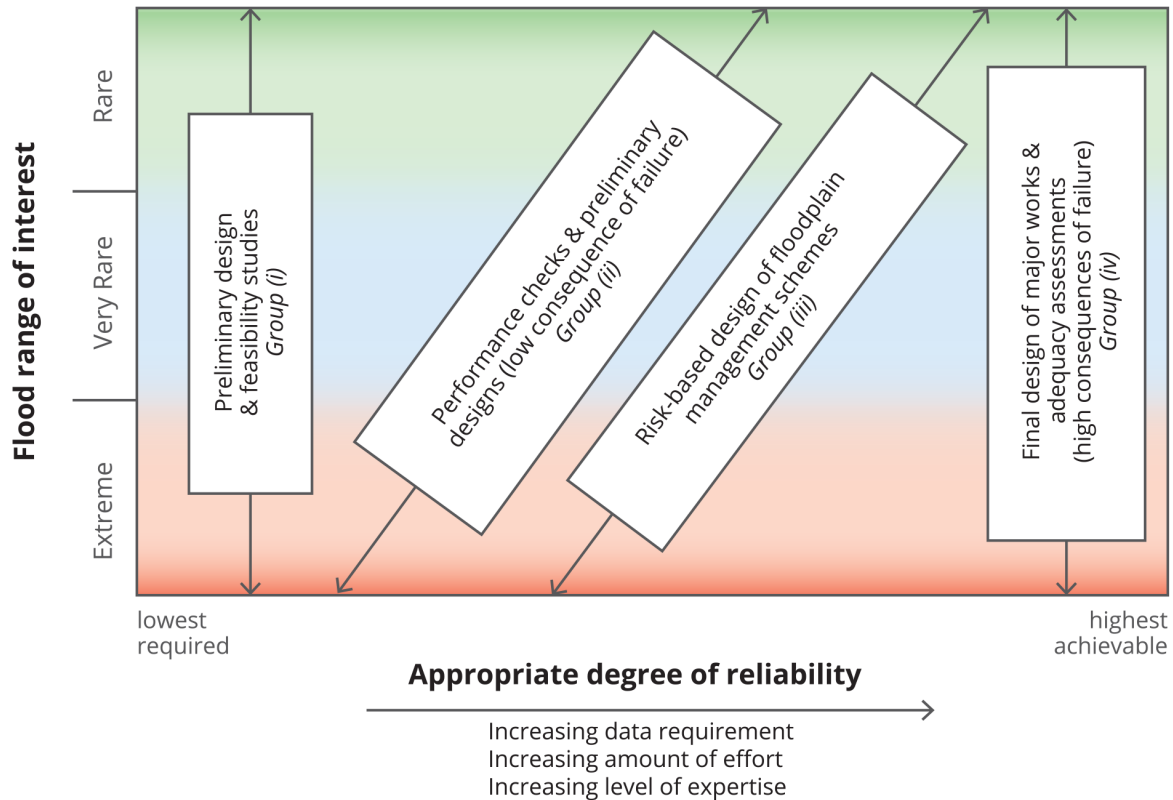 Flood range of interest
Rare
Very Rare
Extreme
Preliminary design
& feasibility studies
Group (i)
Performance checks & preliminary
designs (low consequence of failure)
Group (ii)
Risk-based design of floodplain
management schemes
Group (iii)
Final design of major works &
adequacy assessments
(high consequences of failure)
Group (iv)
lowest
required
highest
achievable
Appropriate degree of reliability
Increasing data requirement
Increasing amount of effort
Increasing level of expertise